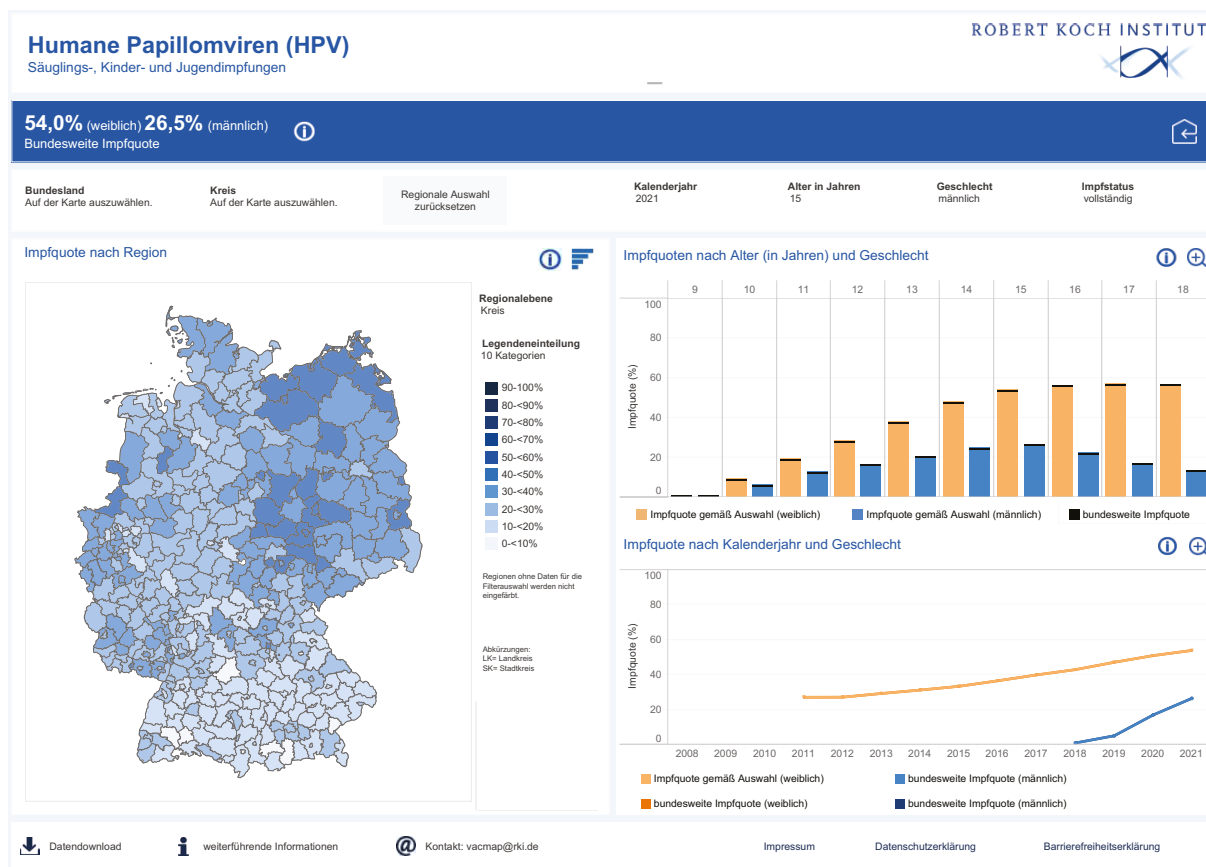 Humane Papillomviren (HPV)
Säuglings-, Kinder- und Jugendimpfungen
ROBERT KOCH INSTITUT
54,0% (weiblich) 26,5% (männlich)
Bundesweite Impfquote
Bundesland
Auf der Karte auszuwählen.
Kreis
Auf der Karte auszuwählen.
Regionale Auswahl
zurücksetzen
Kalenderjahr
2021
Alter in Jahren
15
Geschlecht
männlich
Impfstatus
vollständig
Impfquote nach Region
Regionalebene
Kreis
Legendeneinteilung
10 Kategorien
90-100%
80-<90%
70-<80%
60-<70%
50-<60%
40-<50%
30-<40%
20-<30%
10-<20%
0-<10%
Regionen ohne Daten für die
Filterauswahl werden nicht
eingefärbt.
Abkürzungen:
LK= Landkreis
SK= Stadtkreis
Impfquoten nach Alter (in Jahren) und Geschlecht
9 10 11 12 13 14 15 16 17 18
100
80
60
40
20
0
Impfquote (%)
Impfquote gemäß Auswahl (weiblich) Impfquote gemäß Auswahl (männlich) bundesweite Impfquote
Impfquote nach Kalenderjahr und Geschlecht
100
80
60
40
20
0
Impfquote (%)
2008 2009 2010 2011 2012 2013 2014 2015 2016 2017 2018 2019 2020 2021
Impfquote gemäß Auswahl (weiblich) bundesweite Impfquote (männlich)
bundesweite Impfquote (weiblich) bundesweite Impfquote (männlich)
Datendownload weiterführende Informationen @ Kontakt: vacmap@rki.de Impressum Datenschutzerklärung Barrierefreiheitserklärung